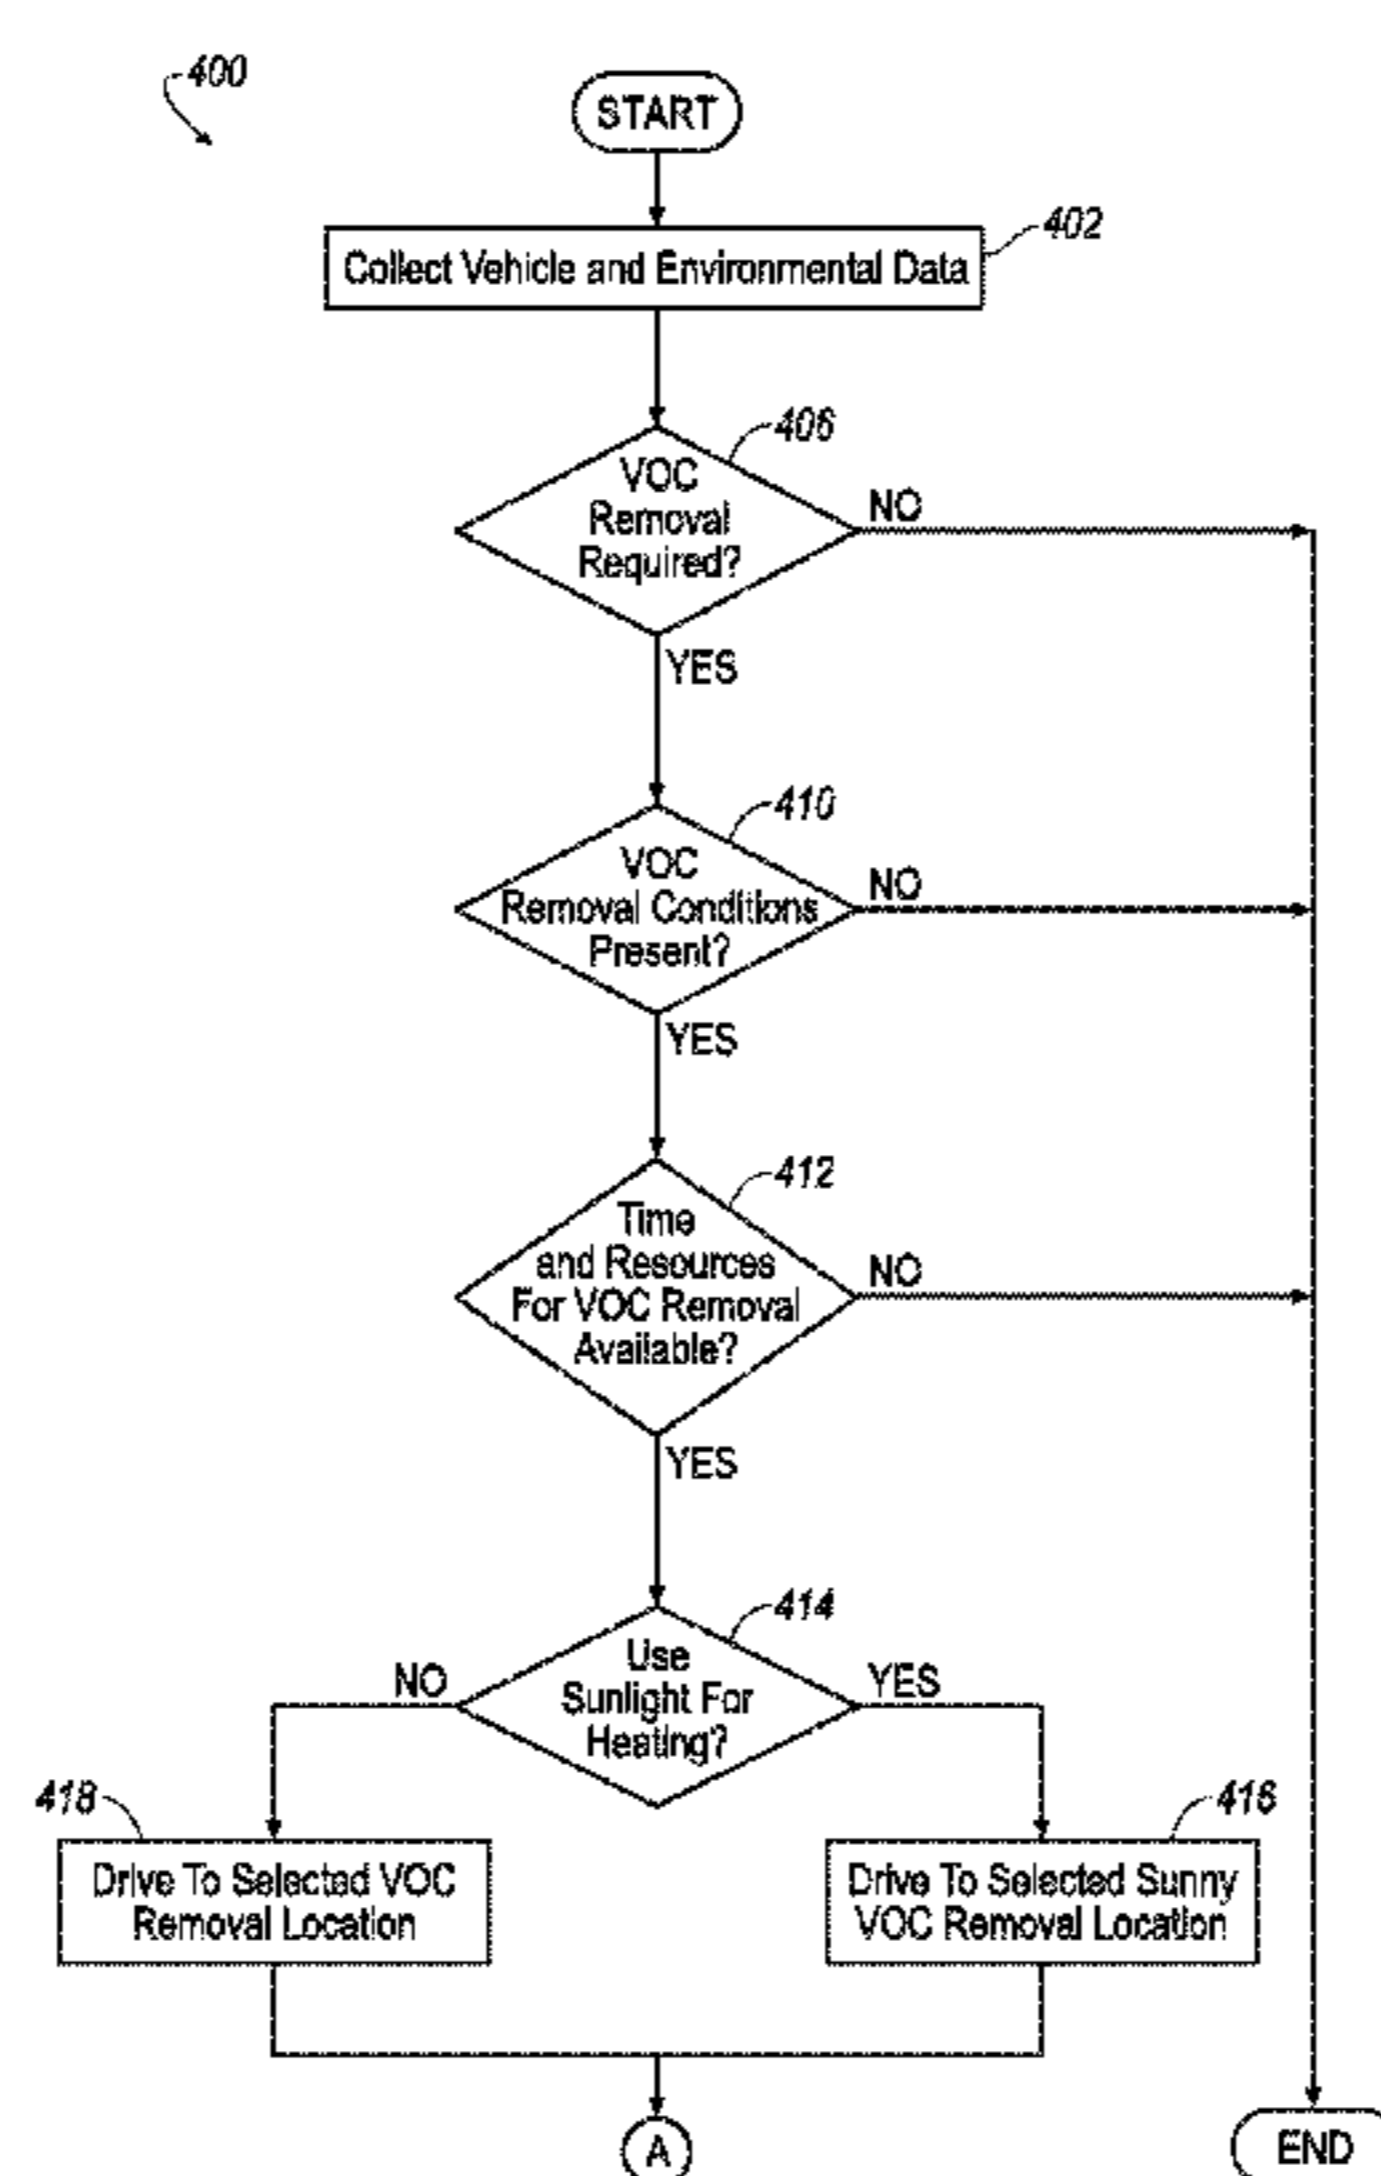 400
START
402
Collect Vehicle and Environmental Data
406
VOC
Removal
Required?
NO
YES
410
VOC
Removal Conditions
Present?
NO
YES
412
Time
and Resources
For VOC Removal
Available?
NO
YES
414
Use
Sunlight For
Heating?
NO
YES
418
Drive To Selected VOC
Removal Location
416
Drive To Selected Sunny
VOC Removal Location
A
END